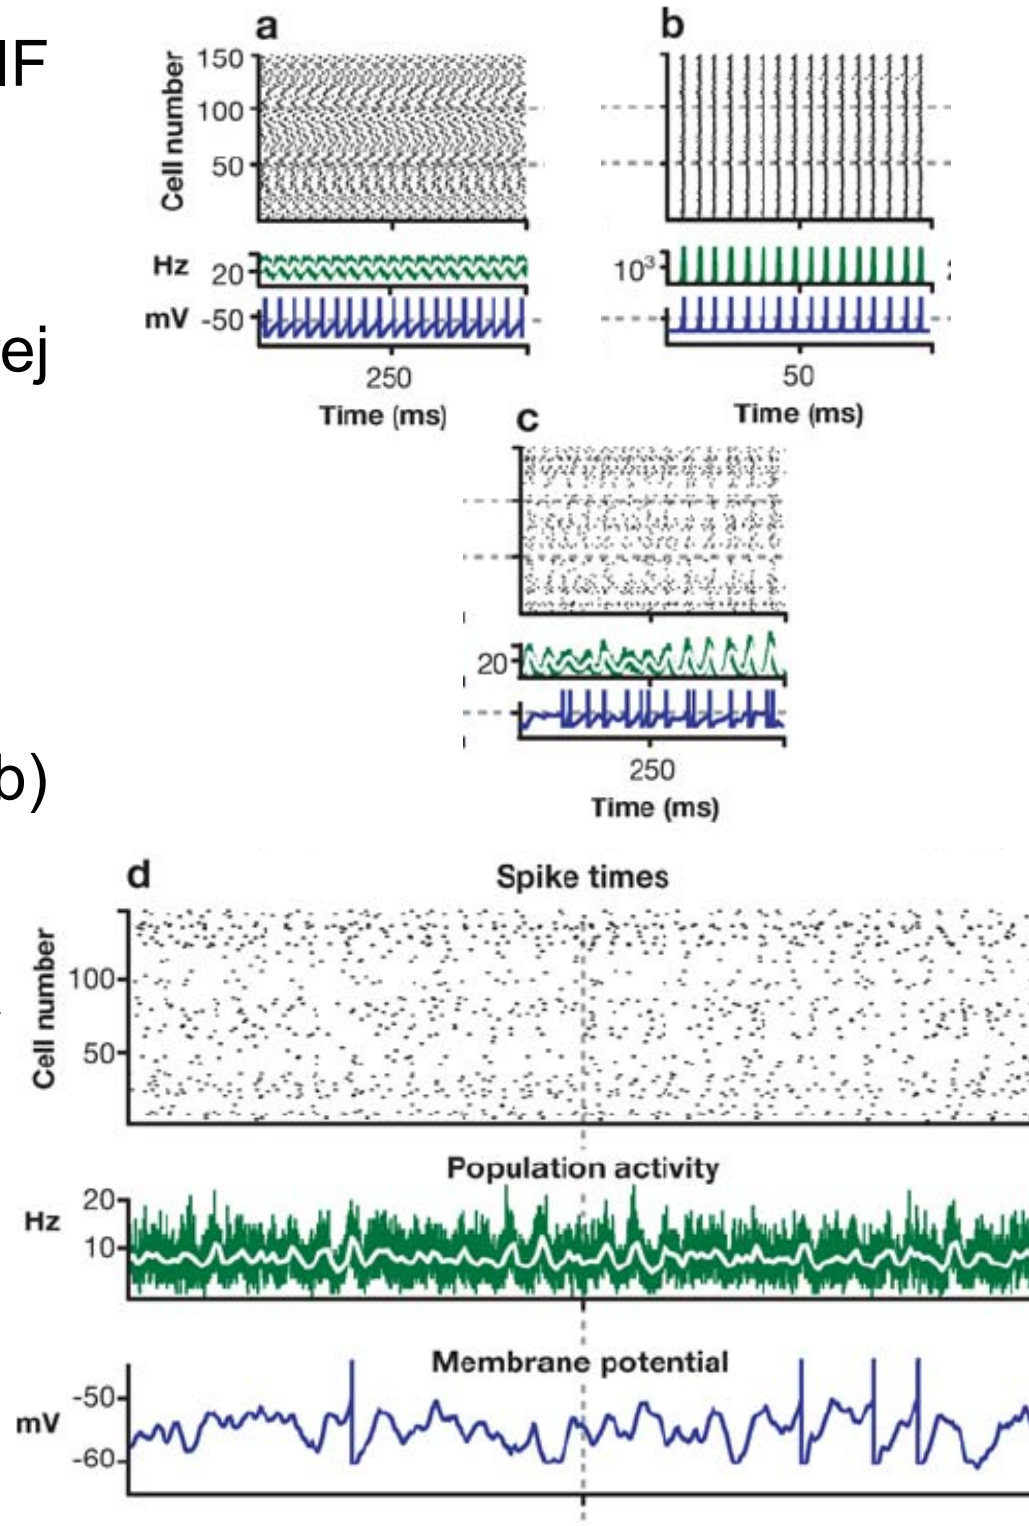 IF
ej
b)
a
b
150
100
50
Cell number
Hz
20
10³
mV
-50
250
50
Time (ms)
Time (ms)
c
20
250
Time (ms)
d
Spike times
Cell number
100
50
Population activity
Hz
20
10
Membrane potential
mV
-50
-60